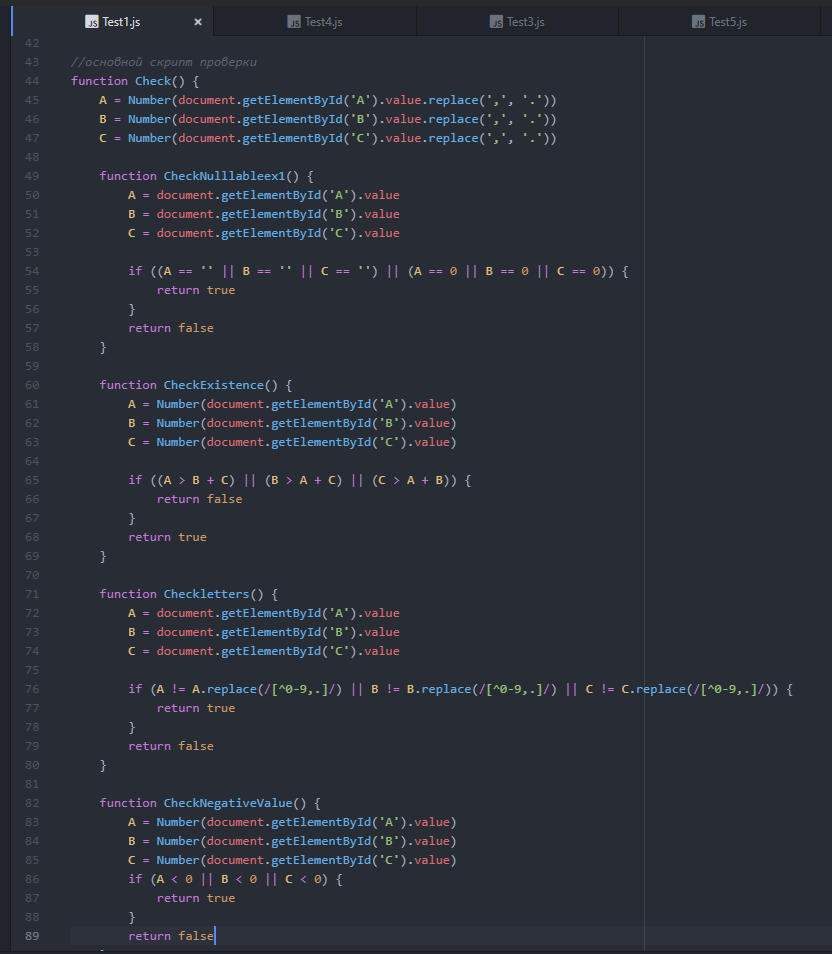 JS Test1.js × JS Test4.js JS Test3.js JS Test5.js
42
43 //основной скрипт проверки
44 function Check() {
45 A = Number(document.getElementById('A').value.replace(',', '.'))
46 B = Number(document.getElementById('B').value.replace(',', '.'))
47 C = Number(document.getElementById('C').value.replace(',', '.'))
48
49 function CheckNulllableex1() {
50 A = document.getElementById('A').value
51 B = document.getElementById('B').value
52 C = document.getElementById('C').value
53
54 if ((A == '' || B == '' || C == '') || (A == 0 || B == 0 || C == 0)) {
55 return true
56 }
57 return false
58 }
59
60 function CheckExistence() {
61 A = Number(document.getElementById('A').value)
62 B = Number(document.getElementById('B').value)
63 C = Number(document.getElementById('C').value)
64
65 if ((A > B + C) || (B > A + C) || (C > A + B)) {
66 return false
67 }
68 return true
69 }
70
71 function Checkletters() {
72 A = document.getElementById('A').value
73 B = document.getElementById('B').value
74 C = document.getElementById('C').value
75
76 if (A != A.replace(/[^0-9,.]/) || B != B.replace(/[^0-9,.]/) || C != C.replace(/[^0-9,.]/)) {
77 return true
78 }
79 return false
80 }
81
82 function CheckNegativeValue() {
83 A = Number(document.getElementById('A').value)
84 B = Number(document.getElementById('B').value)
85 C = Number(document.getElementById('C').value)
86 if (A < 0 || B < 0 || C < 0) {
87 return true
88 }
89 return false